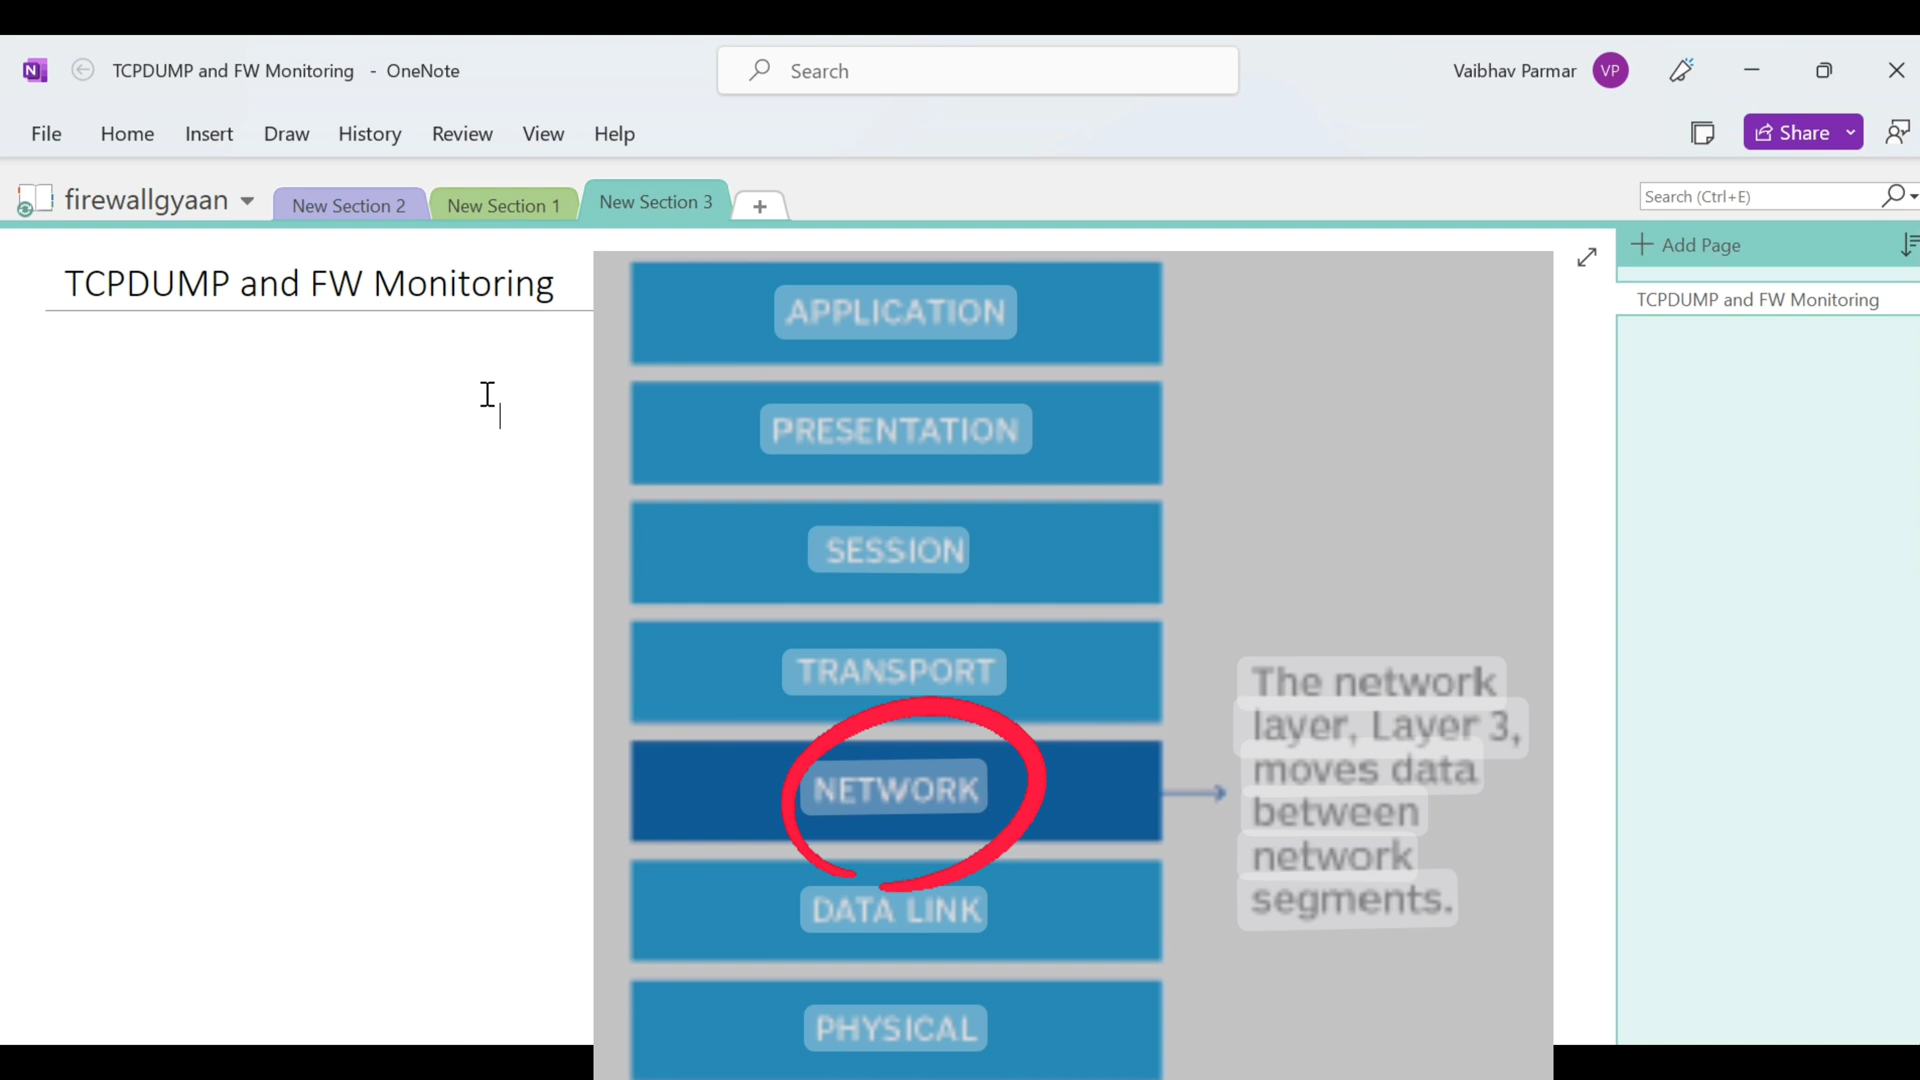 TCPDUMP and FW Monitoring - OneNote
Search
Vaibhav Parmar
VP
File Home Insert Draw History Review View Help
Share
firewallgyaan
New Section 2
New Section 1
New Section 3
+
Search (Ctrl+E)
Add Page
TCPDUMP and FW Monitoring
TCPDUMP and FW Monitoring
APPLICATION
PRESENTATION
SESSION
TRANSPORT
NETWORK
DATA LINK
PHYSICAL
The network
layer, Layer 3,
moves data
between
network
segments.